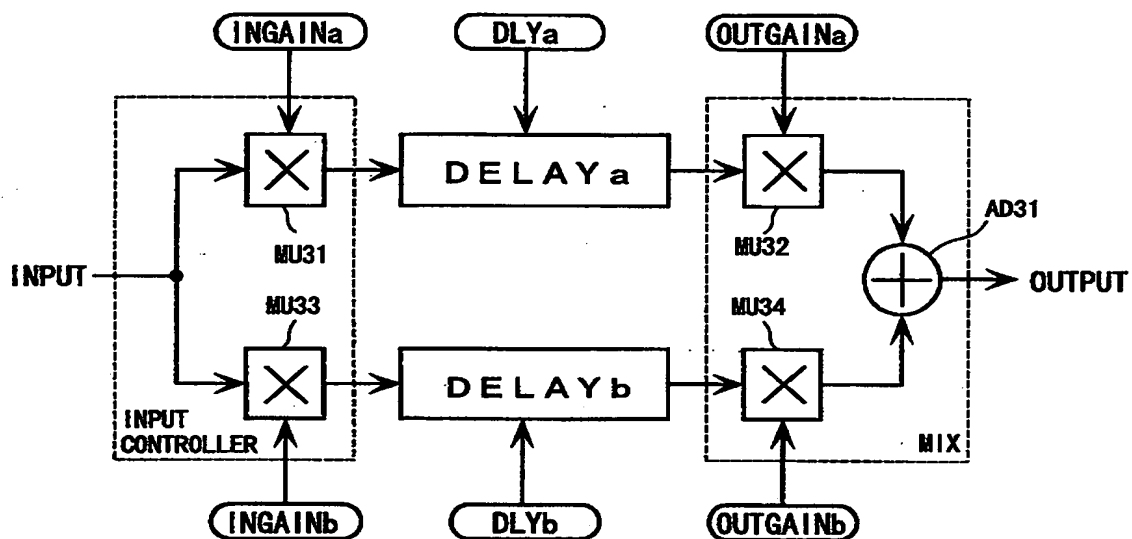 INGAINa
DLYa
OUTGAINa
DELAYa
MU31
MU32
AD31
INPUT
OUTPUT
MU33
MU34
DELAYb
INPUT
CONTROLLER
MIX
INGAINb
DLYb
OUTGAINb